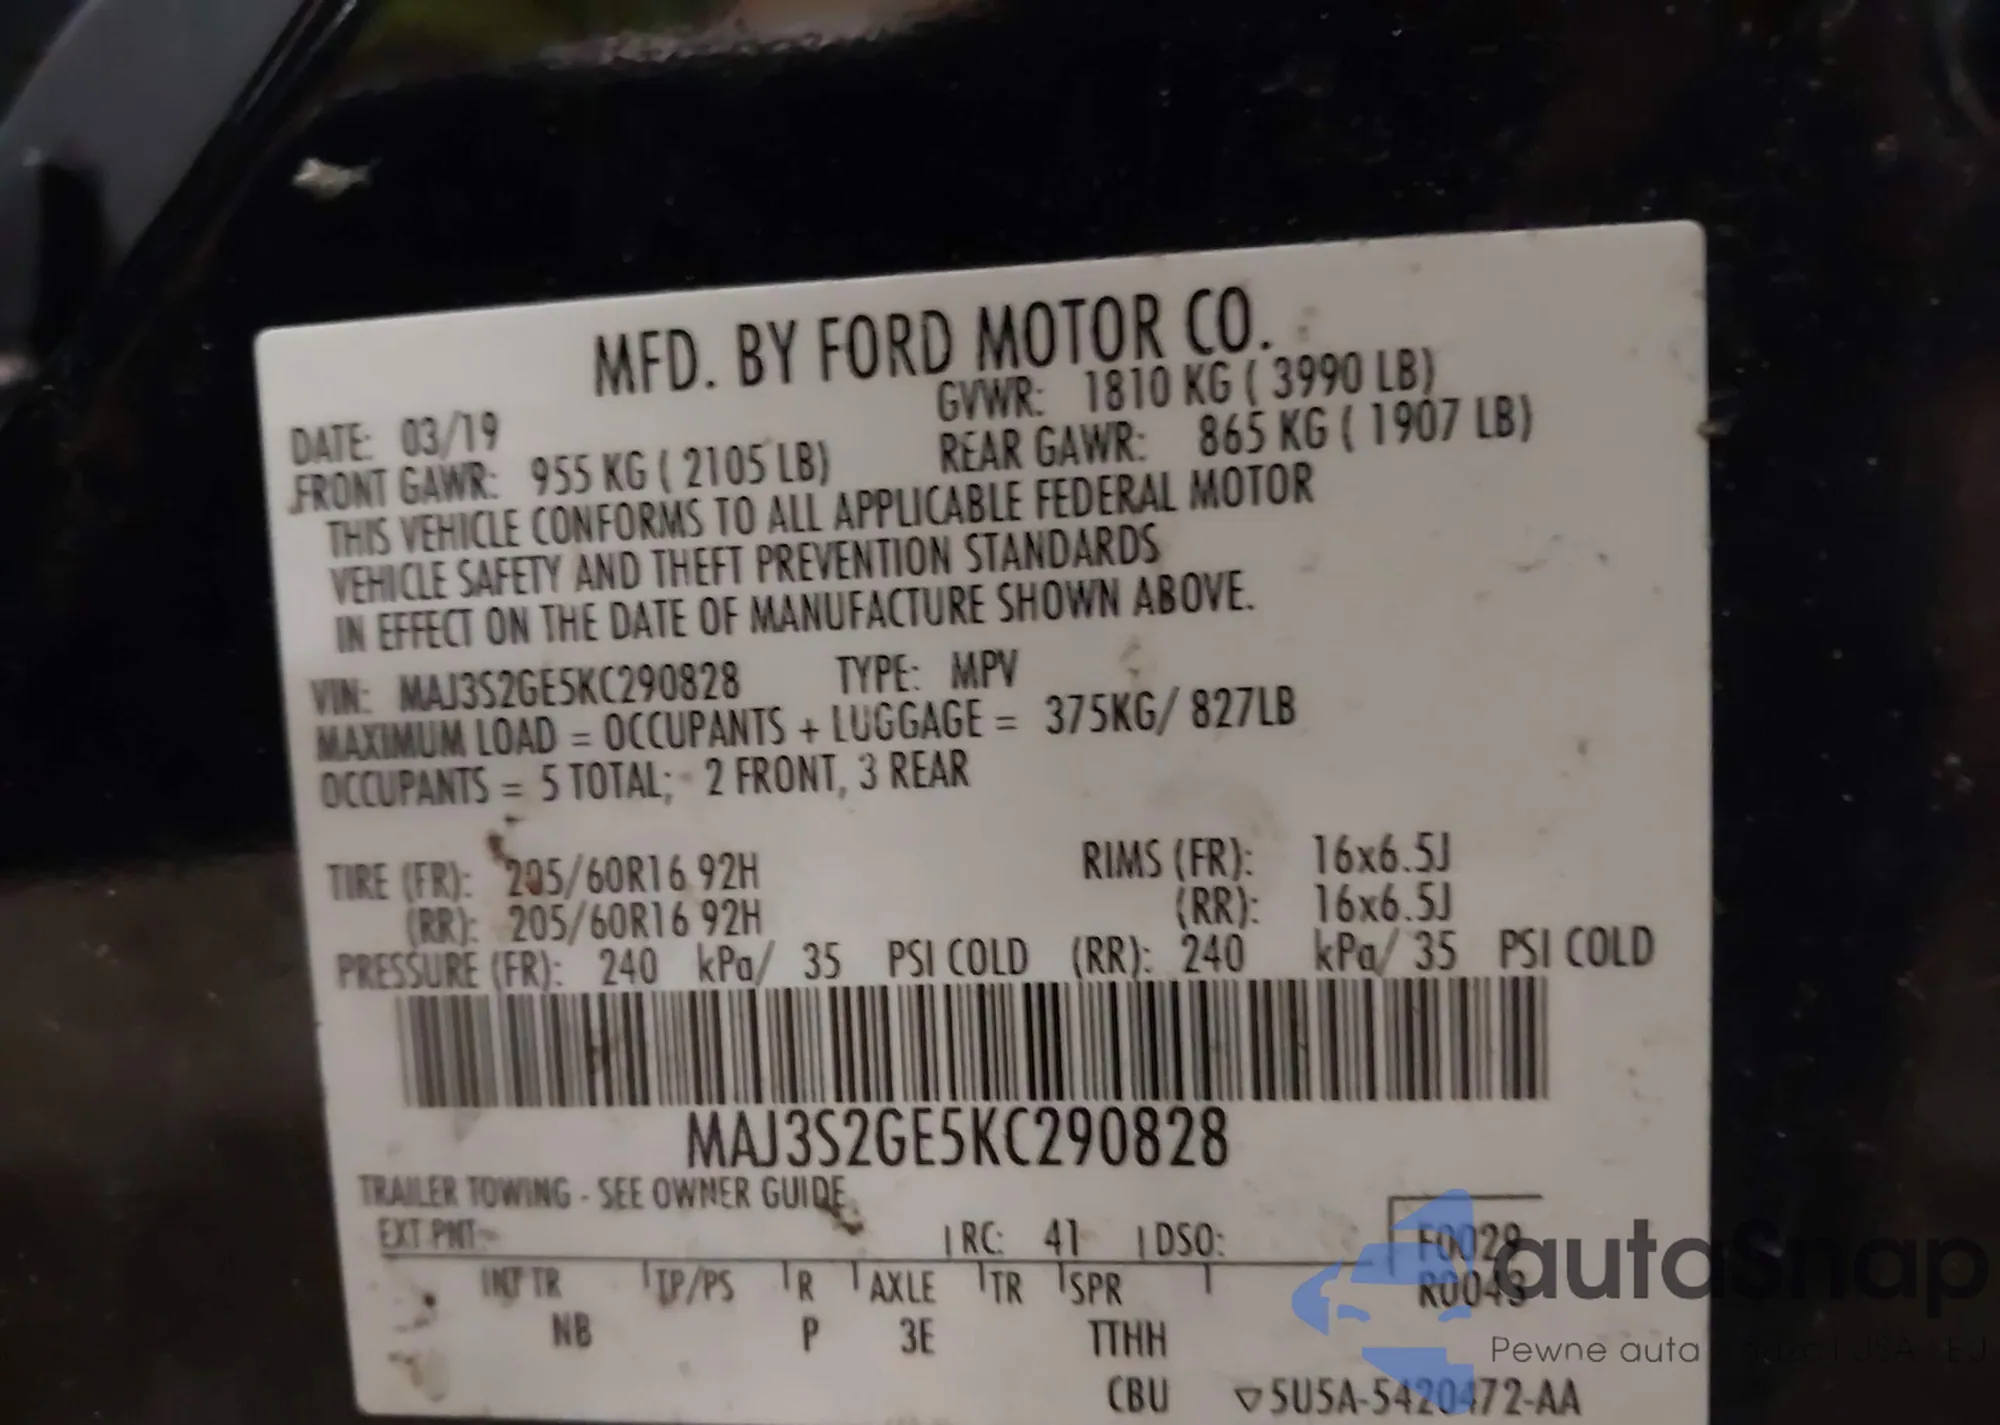 MFD. BY FORD MOTOR CO.
DATE: 03/19 GVWR: 1810 KG ( 3990 LB)
FRONT GAWR: 955 KG ( 2105 LB) REAR GAWR: 865 KG ( 1907 LB)
THIS VEHICLE CONFORMS TO ALL APPLICABLE FEDERAL MOTOR
VEHICLE SAFETY AND THEFT PREVENTION STANDARDS
IN EFFECT ON THE DATE OF MANUFACTURE SHOWN ABOVE.
VIN: MAJ3S2GE5KC290828 TYPE: MPV
MAXIMUM LOAD = OCCUPANTS + LUGGAGE = 375KG/ 827LB
OCCUPANTS = 5 TOTAL; 2 FRONT, 3 REAR
TIRE (FR): 205/60R16 92H RIMS (FR): 16x6.5J
(RR): 205/60R16 92H (RR): 16x6.5J
PRESSURE (FR): 240 kPa/ 35 PSI COLD (RR): 240 kPa/ 35 PSI COLD
MAJ3S2GE5KC290828
TRAILER TOWING - SEE OWNER GUIDE
EXT PNT: RC: 41 DSO: F0029
INT TR TP/PS R AXLE TR SPR R0043
NB P 3E TTHH
CBU ▽5U5A-5420472-AA
autosnap
Pewne auta